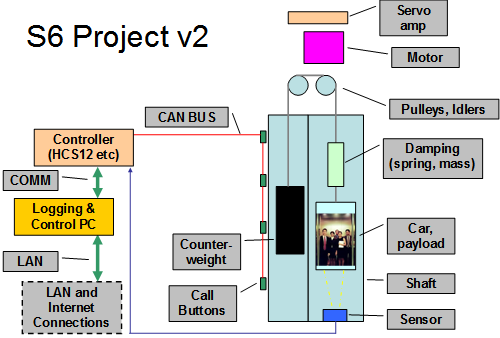 S6 Project v2
Servo
amp
Motor
Pulleys, Idlers
CAN BUS
Controller
(HCS12 etc)
Damping
(spring, mass)
COMM
Logging &
Control PC
Counter-
weight
Car,
payload
LAN
Shaft
LAN and
Internet
Connections
Call
Buttons
Sensor